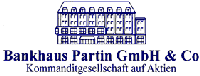 Bankhaus Partin GmbH & Co
Kommanditgesellschaft auf Aktien